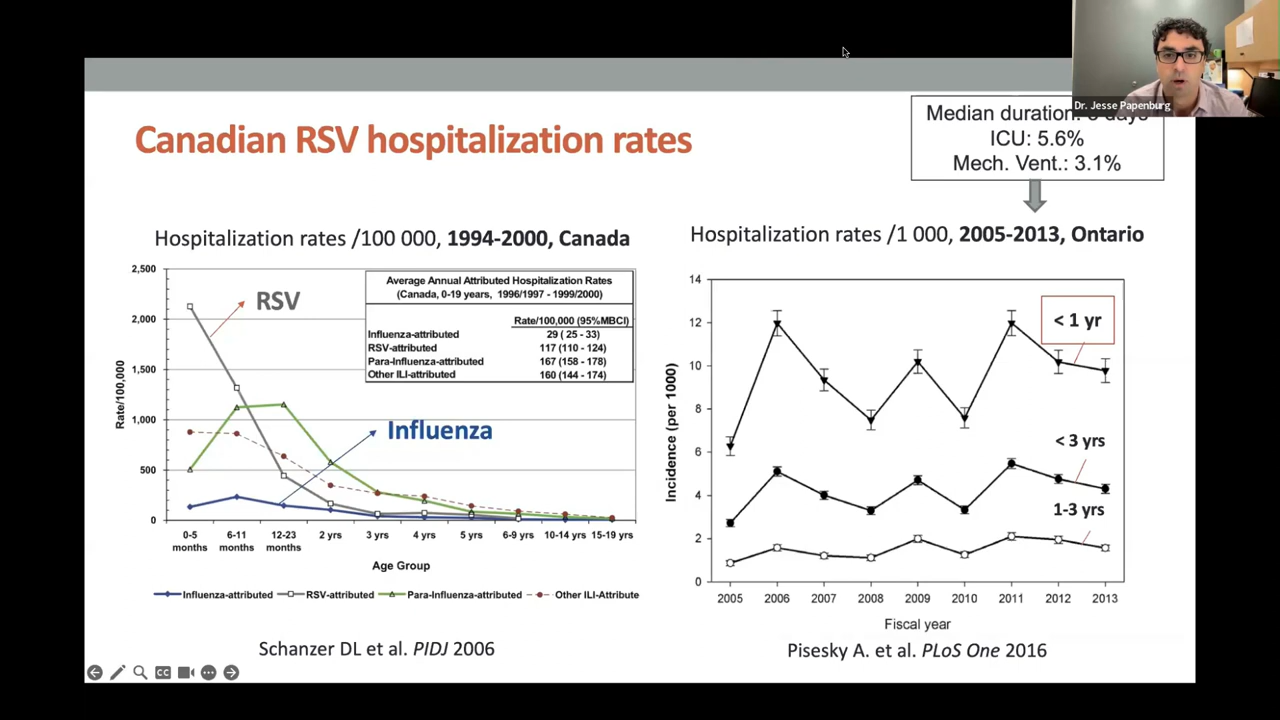 Dr. Jesse Papenburg
Canadian RSV hospitalization rates
Median duration:
ICU: 5.6%
Mech. Vent.: 3.1%
Hospitalization rates /100 000, 1994-2000, Canada
2,500
2,000
1,500
1,000
500
0
Rate/100,000
RSV
Influenza
Average Annual Attributed Hospitalization Rates
(Canada, 0-19 years, 1996/1997 - 1999/2000)
Rate/100,000 (95%MBCI)
Influenza-attributed 29 ( 25 - 33)
RSV-attributed 117 (110 - 124)
Para-Influenza-attributed 167 (158 - 178)
Other ILI-attributed 160 (144 - 174)
0-5 months
6-11 months
12-23 months
2 yrs
3 yrs
4 yrs
5 yrs
6-9 yrs
10-14 yrs
15-19 yrs
Age Group
Influenza-attributed
RSV-attributed
Para-Influenza-attributed
Other ILI-Attribute
Schanzer DL et al. PIDJ 2006
Hospitalization rates /1 000, 2005-2013, Ontario
14
12
10
8
6
4
2
0
Incidence (per 1000)
< 1 yr
< 3 yrs
1-3 yrs
2005 2006 2007 2008 2009 2010 2011 2012 2013
Fiscal year
Pisesky A. et al. PLoS One 2016
CC